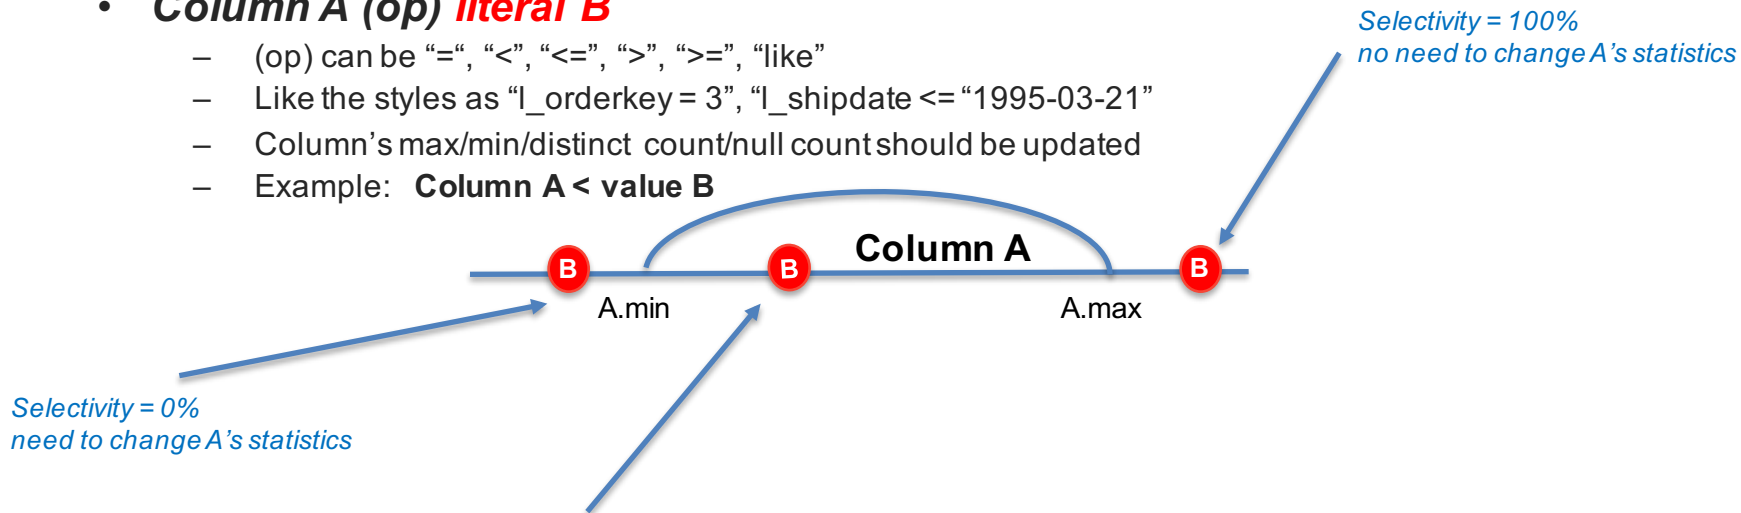 • Column A (op) literal B
– (op) can be “=“, “<”, “<=”, “>”, “>=”, “like”
– Like the styles as “l_orderkey = 3”, “l_shipdate <= “1995-03-21”
– Column’s max/min/distinct count/null count should be updated
– Example: Column A < value B
Selectivity = 100%
no need to change A’s statistics
Column A
B
B
B
A.min
A.max
Selectivity = 0%
need to change A’s statistics